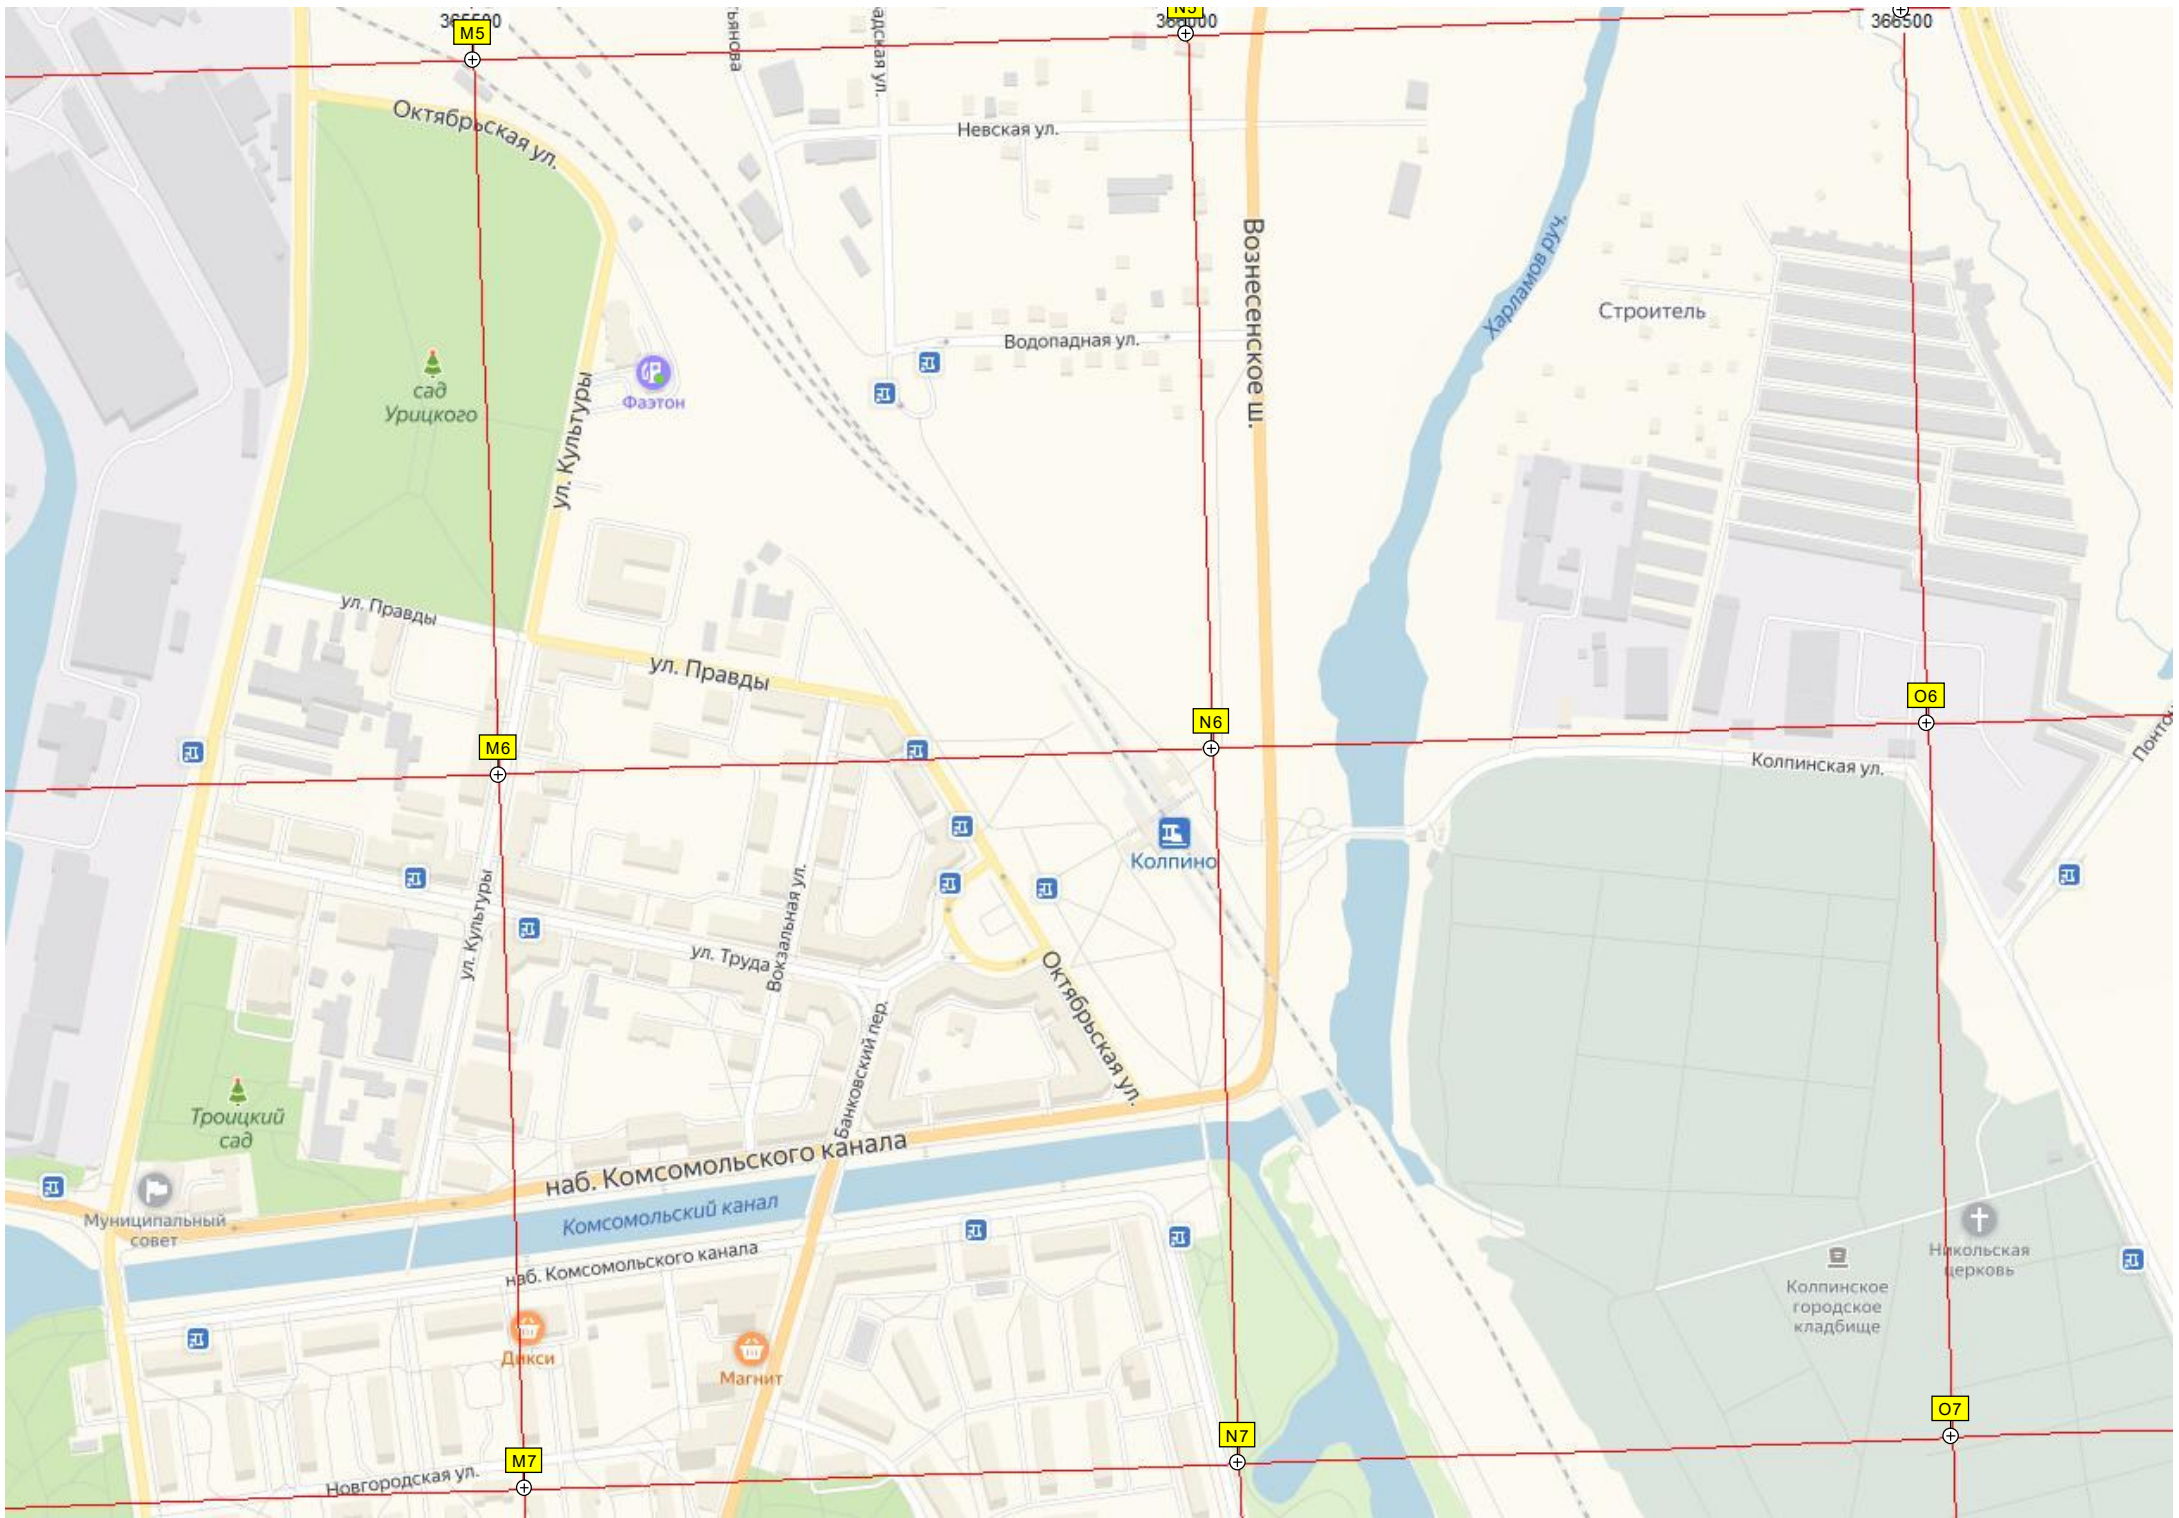 365500
M5
N5
366000
366500
Октябрьская ул.
Невская ул.
Вознесенское ш.
Харламов руч.
Строитель
Водопадная ул.
сад
Урицкого
ул. Культуры
Фаэтон
ул. Правды
ул. Правды
M6
N6
O6
Колпинская ул.
Колпино
ул. Культуры
ул. Труда
Вокзальная ул.
Октябрьская ул.
Банковский пер.
Троицкий
сад
наб. Комсомольского канала
Муниципальный
совет
Комсомольский канал
наб. Комсомольского канала
Никольская
церковь
Колпинское
городское
кладбище
Дикси
Магнит
M7
N7
O7
Новгородская ул.